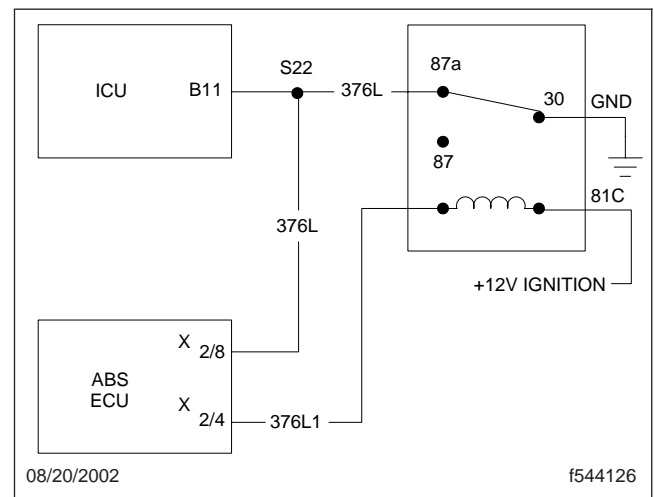 ICU
B11
S22
376L
87a
30
GND
87
81C
376L
+12V IGNITION
X 2/8
ABS
ECU
X 2/4
376L1
08/20/2002
f544126